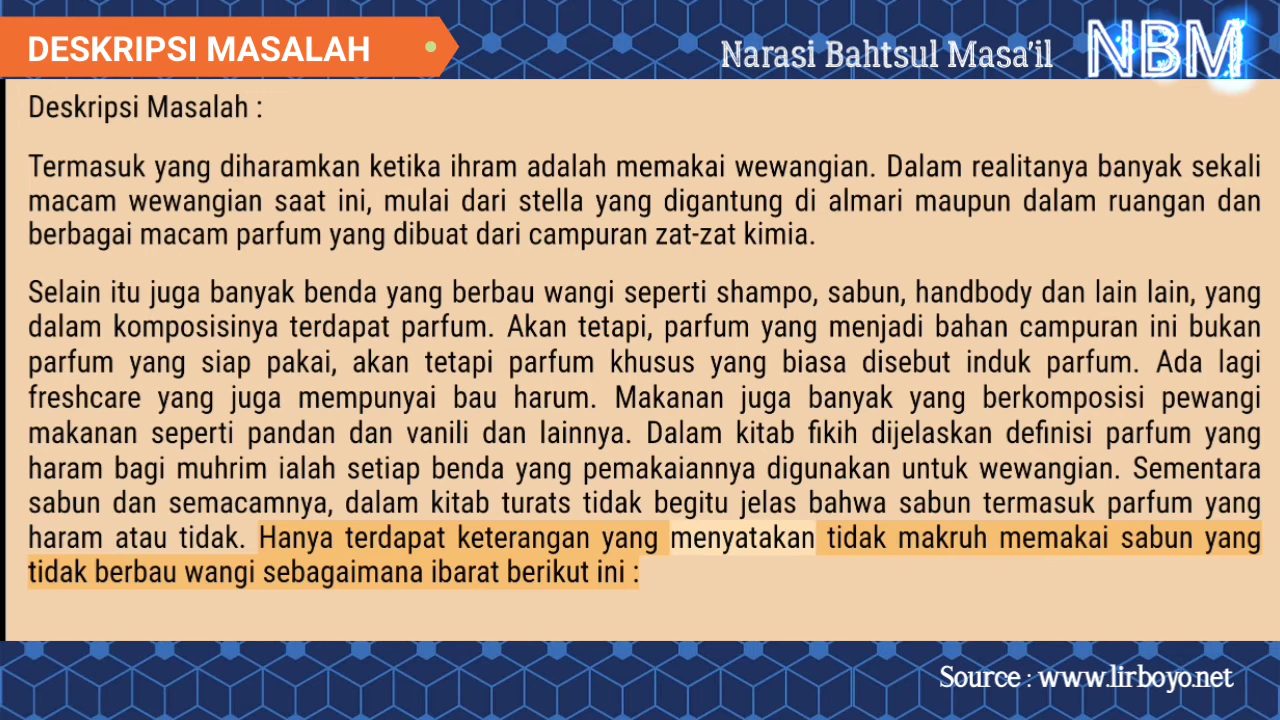 DESKRIPSI MASALAH
Narasi Bahtsul Masa'il
NBM
Deskripsi Masalah :
Termasuk yang diharamkan ketika ihram adalah memakai wewangian. Dalam realitanya banyak sekali
macam wewangian saat ini, mulai dari stella yang digantung di almari maupun dalam ruangan dan
berbagai macam parfum yang dibuat dari campuran zat-zat kimia.
Selain itu juga banyak benda yang berbau wangi seperti shampo, sabun, handbody dan lain lain, yang
dalam komposisinya terdapat parfum. Akan tetapi, parfum yang menjadi bahan campuran ini bukan
parfum yang siap pakai, akan tetapi parfum khusus yang biasa disebut induk parfum. Ada lagi
freshcare yang juga mempunyai bau harum. Makanan juga banyak yang berkomposisi pewangi
makanan seperti pandan dan vanili dan lainnya. Dalam kitab fikih dijelaskan definisi parfum yang
haram bagi muhrim ialah setiap benda yang pemakaiannya digunakan untuk wewangian. Sementara
sabun dan semacamnya, dalam kitab turats tidak begitu jelas bahwa sabun termasuk parfum yang
haram atau tidak. Hanya terdapat keterangan yang menyatakan tidak makruh memakai sabun yang
tidak berbau wangi sebagaimana ibarat berikut ini :
Source : www.lirboyo.net